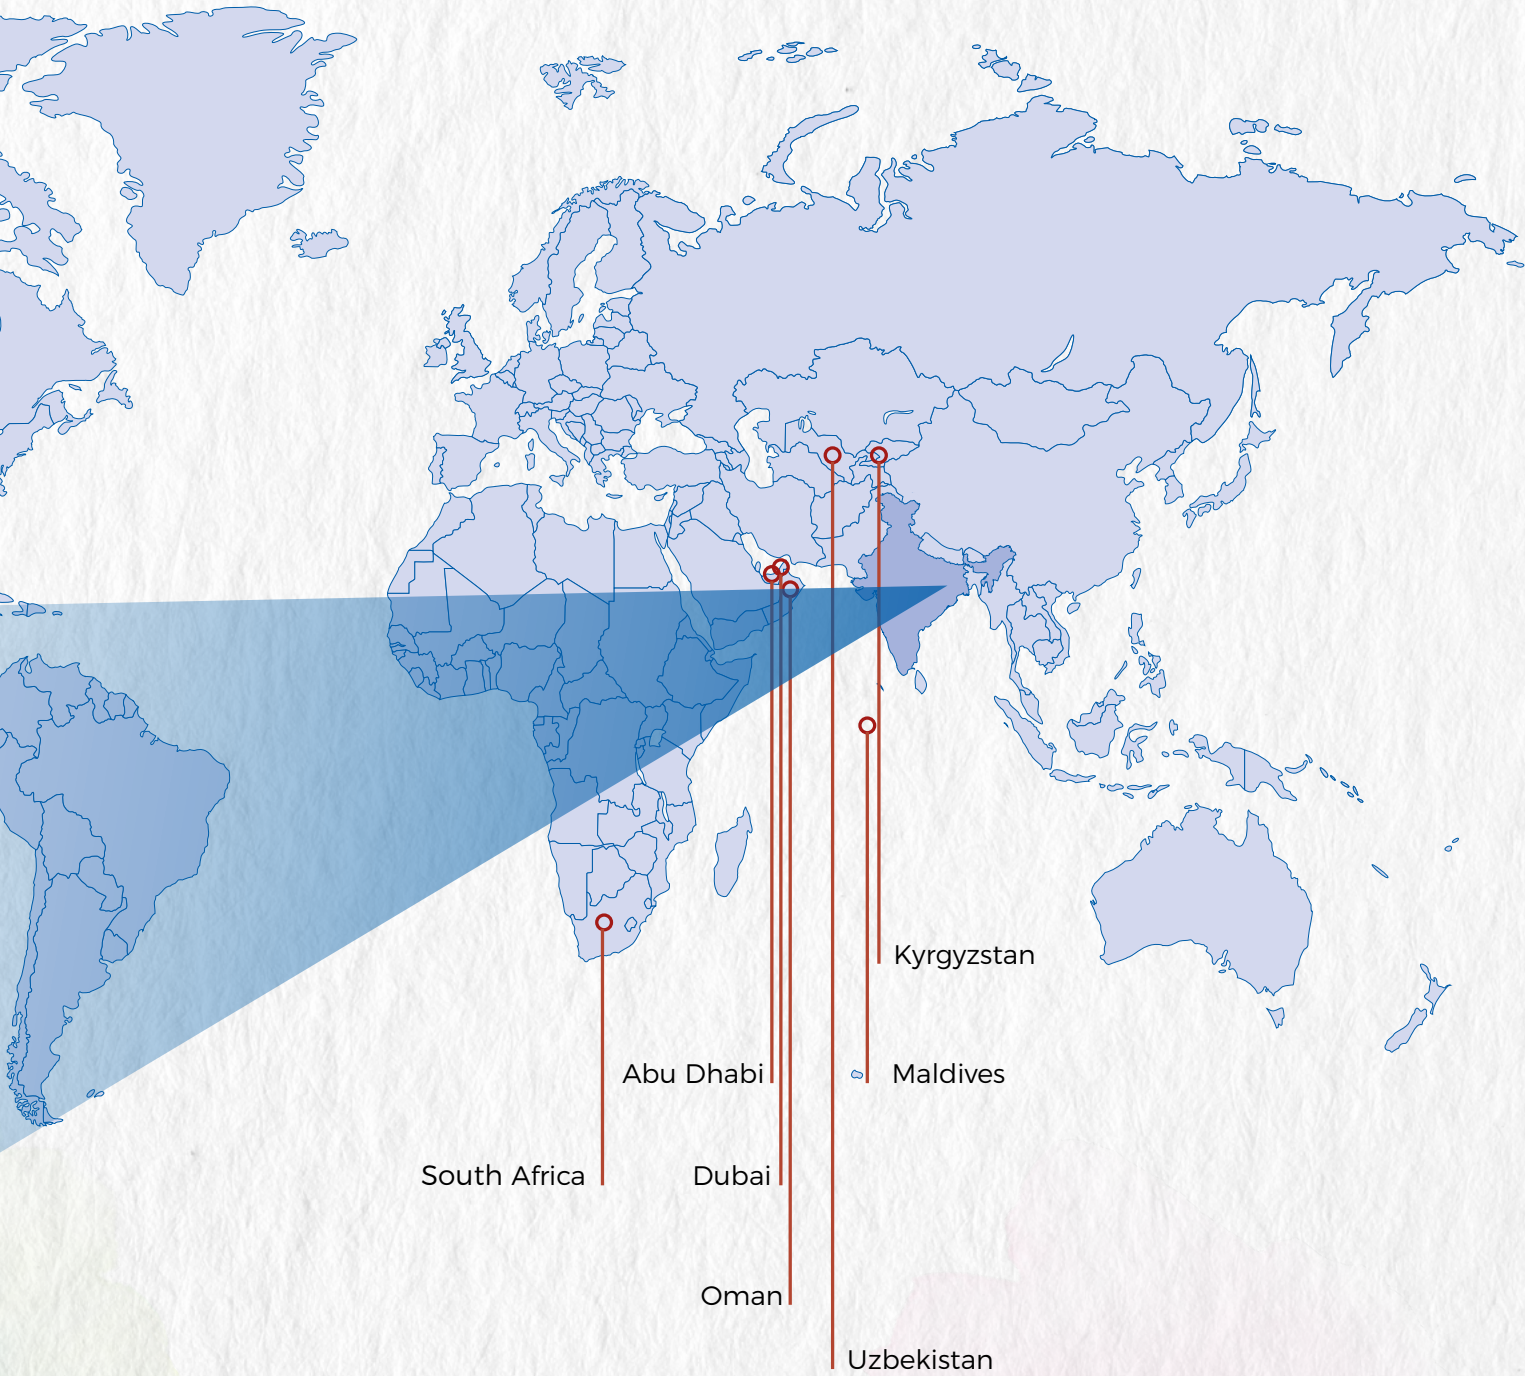 Kyrgyzstan
Abu Dhabi
Maldives
South Africa
Dubai
Oman
Uzbekistan